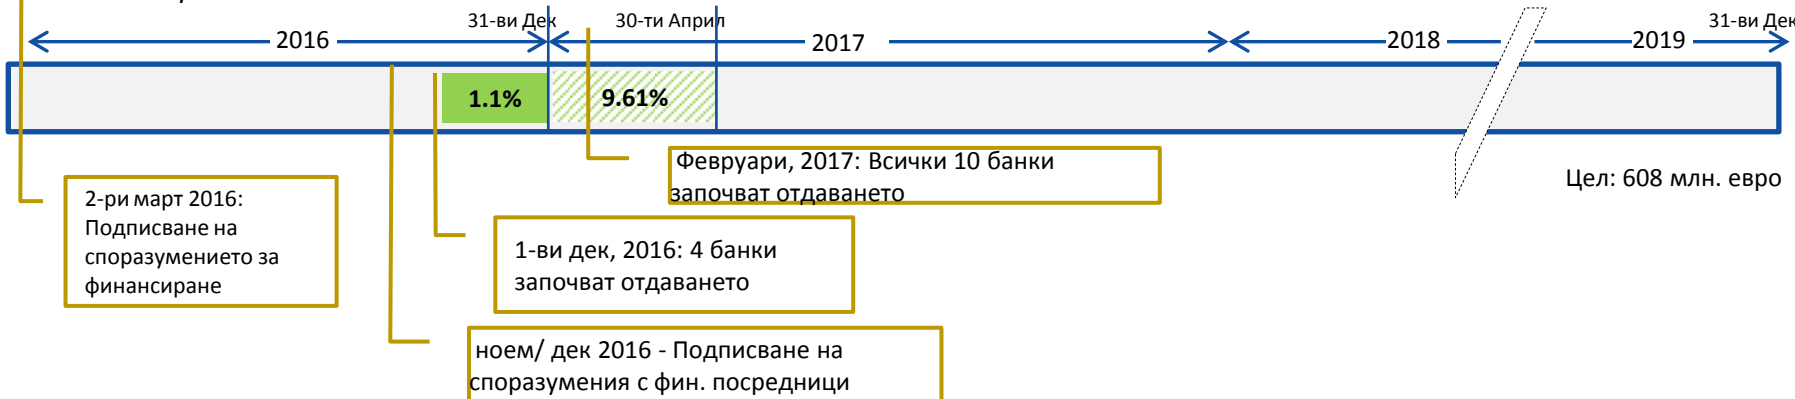 31-ви Дек
30-ти Април
31-ви Дек
2016
2017
2018
2019
1.1%
9.61%
Февруари, 2017: Всички 10 банки
започват отдаването
Цел: 608 млн. евро
2-ри март 2016:
Подписване на
споразумението за
финансиране
1-ви дек, 2016: 4 банки
започват отдаването
ноем/ дек 2016 - Подписване на
споразумения с фин. посредници